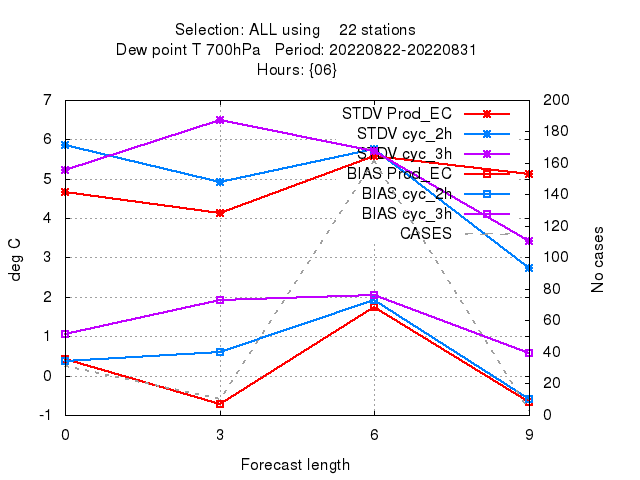 Selection: ALL using 22 stations
Dew point T 700hPa Period: 20220822-20220831
Hours: {06}
7 200
6 180
5 160
4 140
3 120
2 100
1 80
0 60
-1 40
20
0
STDV Prod_EC
STDV cyc_2h
STDV cyc_3h
BIAS Prod_EC
BIAS cyc_2h
BIAS cyc_3h
CASES
deg C
No cases
0 3 6 9
Forecast length